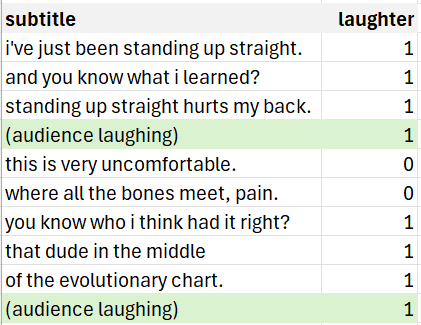 subtitle laughter
i've just been standing up straight. 1
and you know what i learned? 1
standing up straight hurts my back. 1
(audience laughing) 1
this is very uncomfortable. 0
where all the bones meet, pain. 0
you know who i think had it right? 1
that dude in the middle 1
of the evolutionary chart. 1
(audience laughing) 1